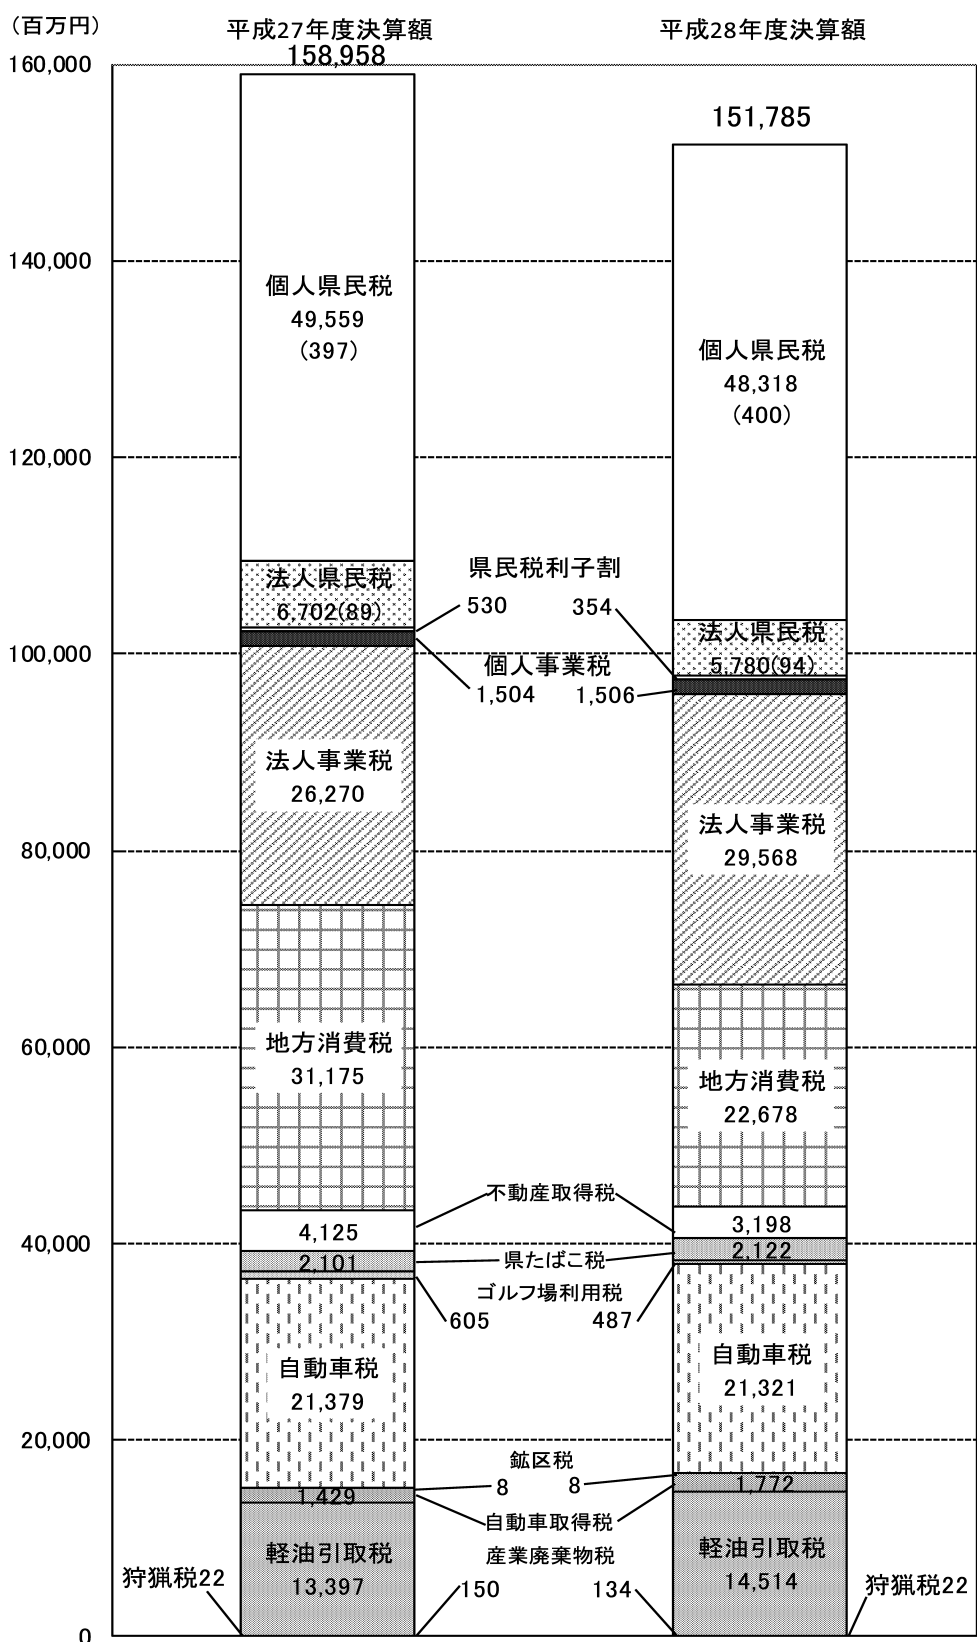 （百万円）
平成27年度決算額
平成28年度決算額
158,958
151,785
160,000
140,000
120,000
100,000
80,000
60,000
40,000
20,000
0
個人県民税
49,559
(397)
法人県民税
6,702(89)
法人事業税
26,270
地方消費税
31,175
4,125
2,101
自動車税
21,379
1,429
軽油引取税
13,397
狩猟税22
県民税利子割
530 354
個人事業税
1,504 1,506
不動産取得税
県たばこ税
ゴルフ場利用税
605 487
鉱区税
8 8
自動車取得税
産業廃棄物税
150 134
個人県民税
48,318
(400)
法人県民税
5,780(94)
法人事業税
29,568
地方消費税
22,678
3,198
2,122
自動車税
21,321
1,772
軽油引取税
14,514
狩猟税22